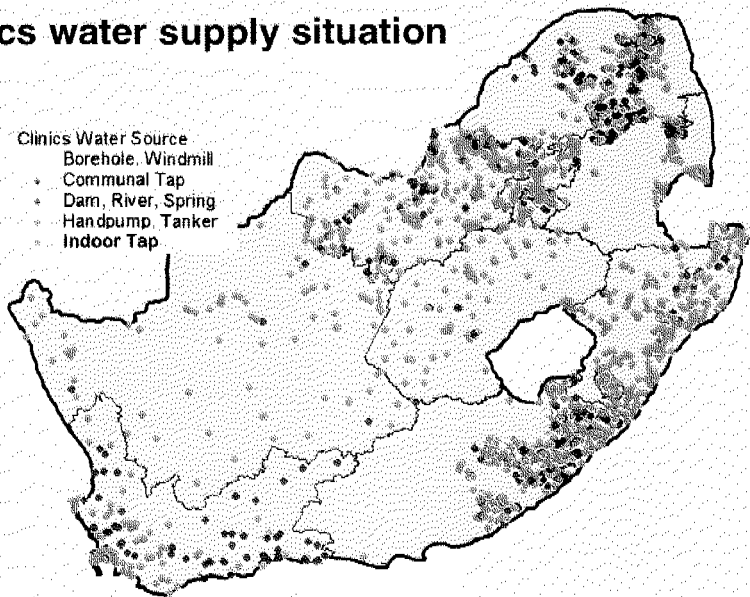 cs water supply situation
Clinics Water Source
Borehole, Windmill
Communal Tap
Dam, River, Spring
Handpump, Tanker
Indoor Tap